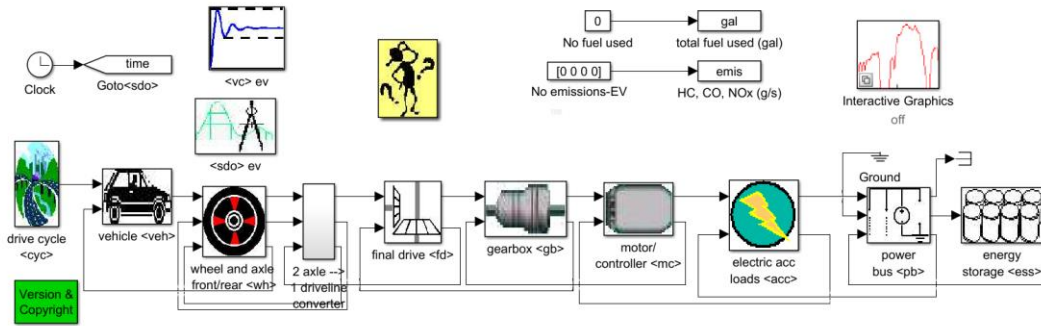 0
No fuel used
gal
total fuel used (gal)
time
Clock
Goto<sdo>
<vc> ev
[0 0 0 0]
No emissions-EV
emis
HC, CO, NOx (g/s)
Interactive Graphics
off
<sdo> ev
Ground
drive cycle
<cyc>
vehicle <veh>
wheel and axle
front/rear <wh>
2 axle -->
1 driveline
converter
final drive <fd>
gearbox <gb>
motor/
controller <mc>
electric acc
loads <acc>
power
bus <pb>
energy
storage <ess>
Version &
Copyright